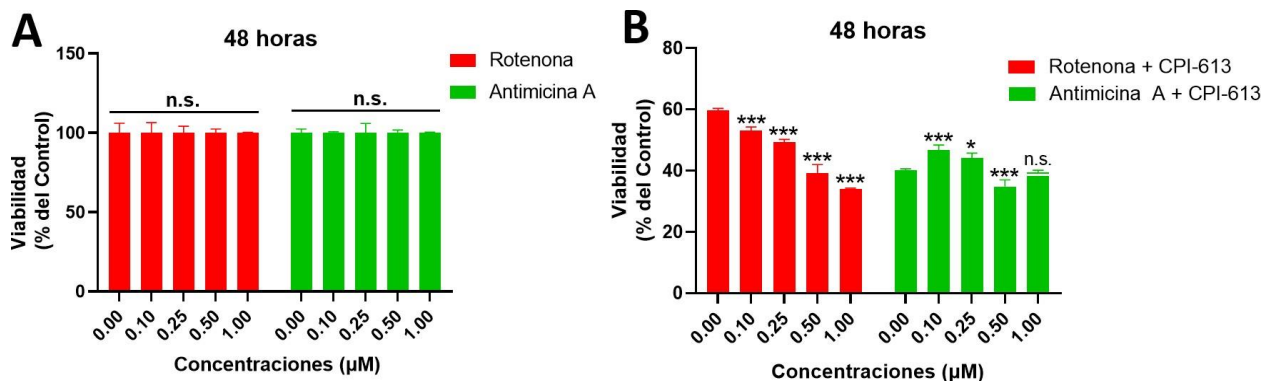 A
48 horas
150
100
50
0
Viabilidad
(% del Control)
n.s.
n.s.
Rotenona
Antimicina A
0.00
0.10
0.25
0.50
1.00
0.00
0.10
0.25
0.50
1.00
Concentraciones (µM)
B
48 horas
80
60
40
20
0
Viabilidad
(% del Control)
Rotenona + CPI-613
Antimicina A + CPI-613
***
***
***
***
***
*
***
n.s.
0.00
0.10
0.25
0.50
1.00
0.00
0.10
0.25
0.50
1.00
Concentraciones (µM)